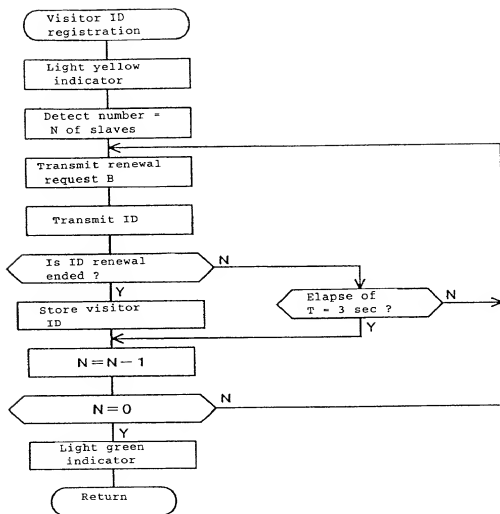 Visitor ID
registration
Light yellow
indicator
Detect number =
N of slaves
Transmit renewal
request B
Transmit ID
Is ID renewal
ended ?
N
Y
Elapse of
T = 3 sec ?
N
Y
Store visitor
ID
N=N-1
N=0
N
Y
Light green
indicator
Return